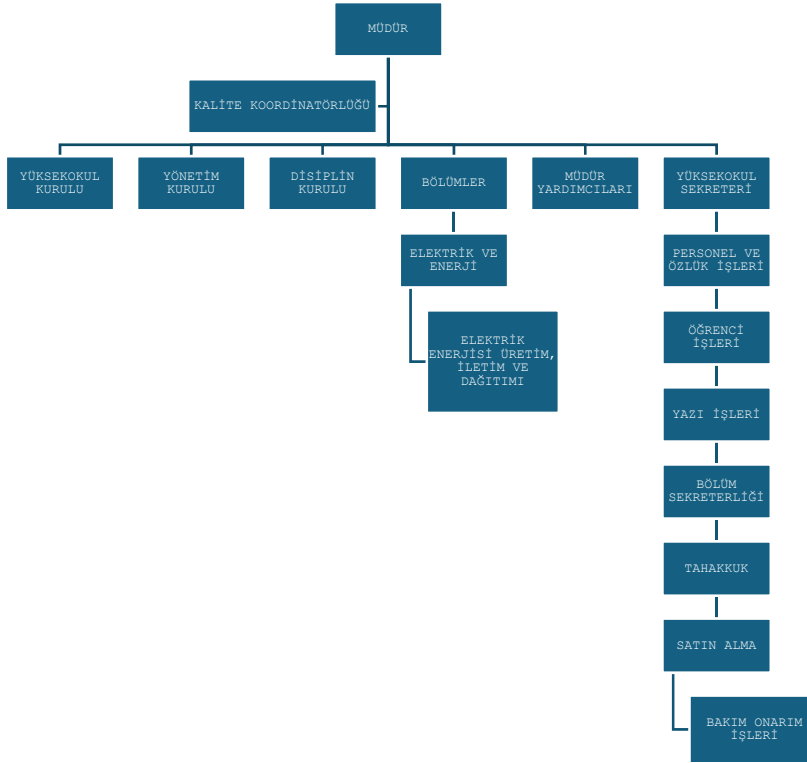 MÜDÜR
KALİTE KOORDİNATÖRLÜĞÜ
YÜKSEKOKUL
KURULU
YÖNETİM
KURULU
DİSİPLİN
KURULU
BÖLÜMLER
MÜDÜR
YARDIMCILARI
YÜKSEKOKUL
SEKRETERİ
ELEKTRİK VE
ENERJİ
ELEKTRİK
ENERJİSİ ÜRETİM,
İLETİM VE
DAĞITIMI
PERSONEL VE
ÖZLÜK İŞLERİ
ÖĞRENCİ
İŞLERİ
YAZI İŞLERİ
BÖLÜM
SEKRETERLİĞİ
TAHAKKUK
SATIN ALMA
BAKIM ONARIM
İŞLERİ